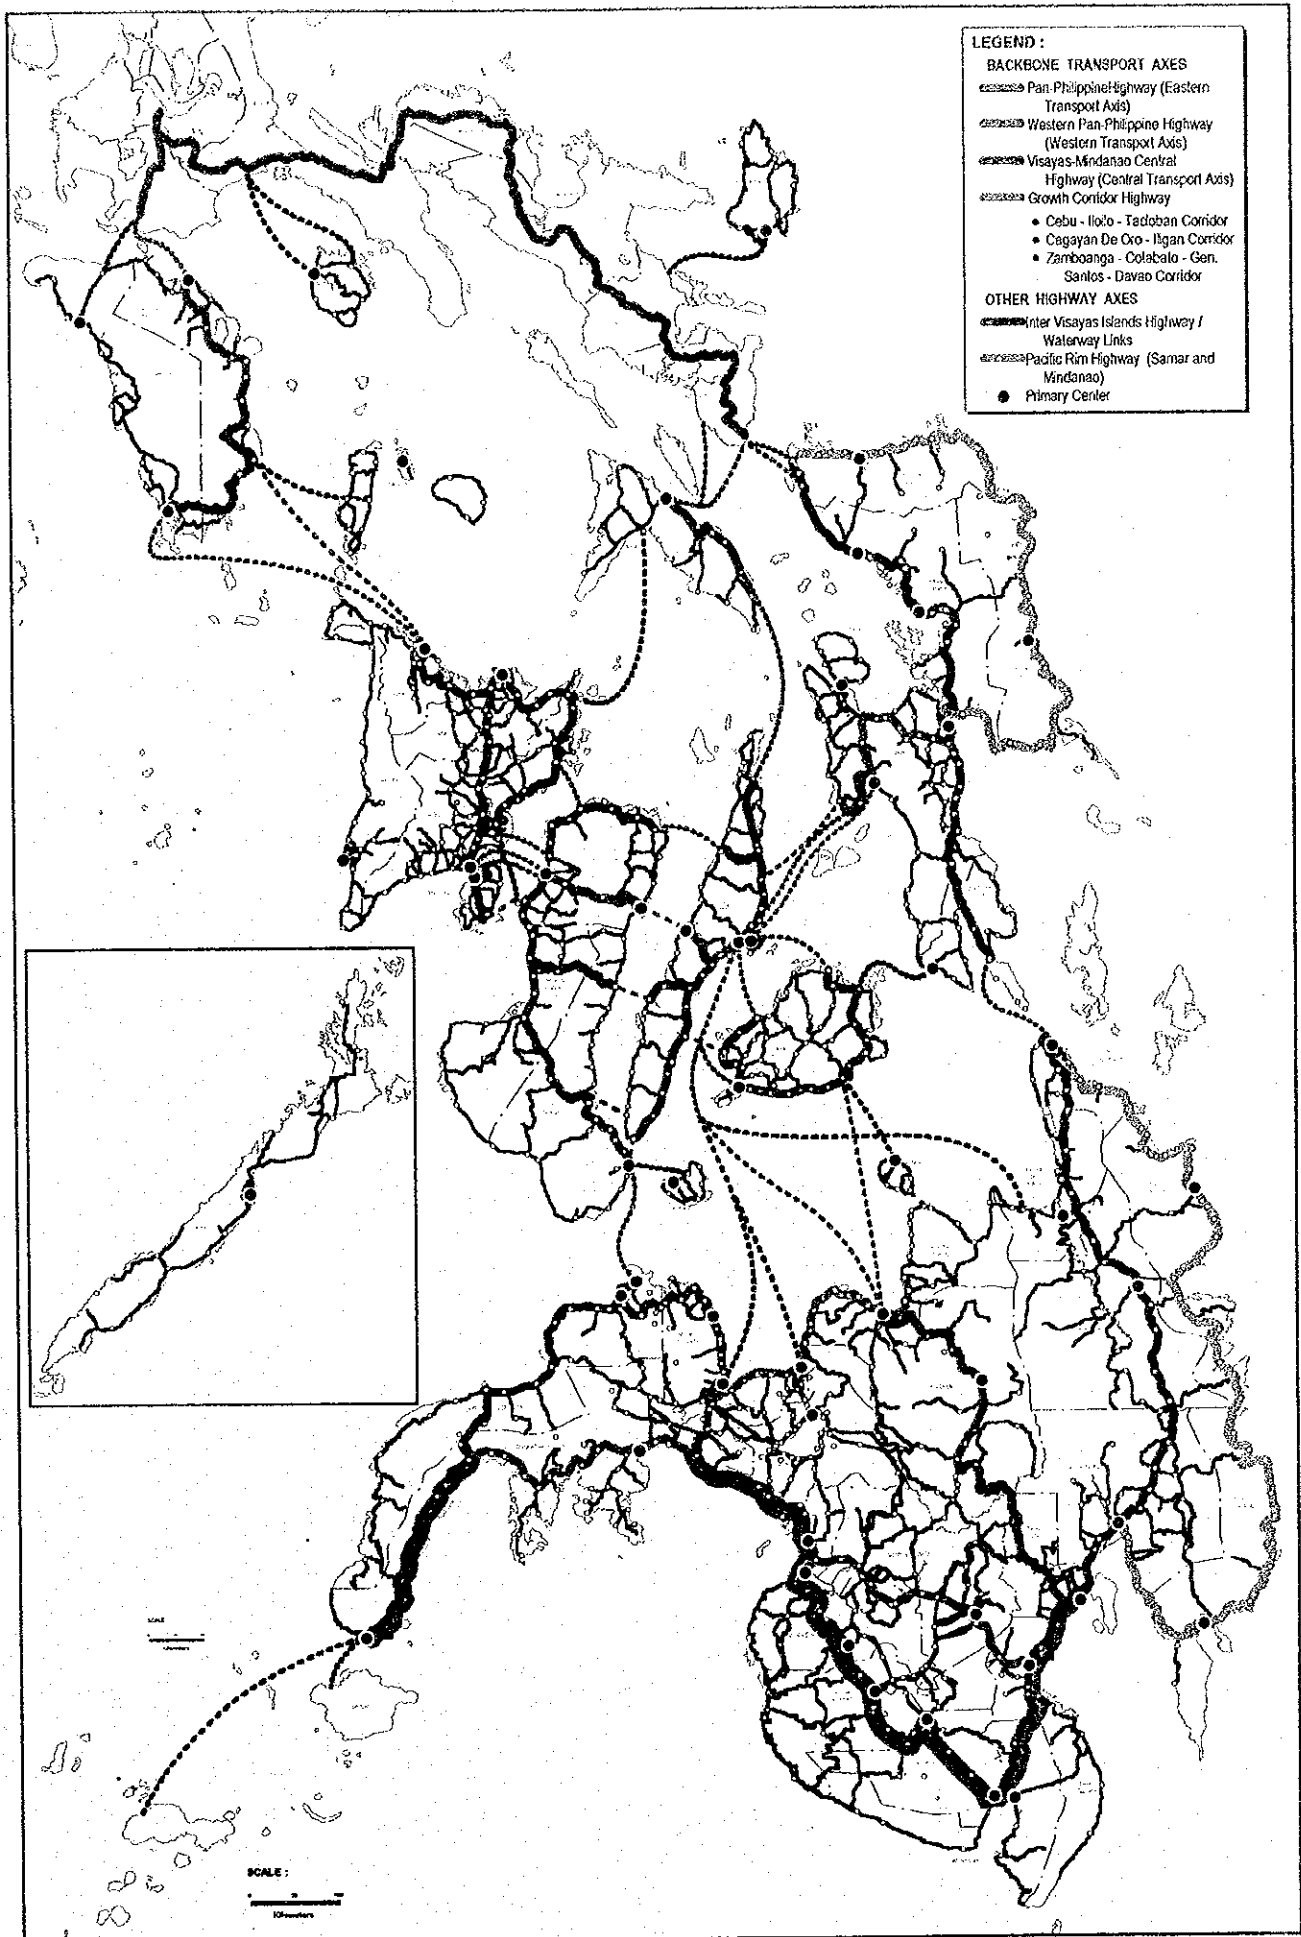 LEGEND :
BACKBONE TRANSPORT AXES
Pan-PhilippineHighway (Eastern
Transport Axis)
Western Pan-Philippine Highway
(Western Transport Axis)
Visayas-Mindanao Central
Highway (Central Transport Axis)
Growth Corridor Highway
• Cebu - Iloilo - Tacloban Corridor
• Cagayan De Oro - Iligan Corridor
• Zamboanga - Cotabato - Gen.
Santos - Davao Corridor
OTHER HIGHWAY AXES
Inter Visayas Islands Highway /
Waterway Links
Pacific Rim Highway (Samar and
Mindanao)
Primary Center
SCALE
SCALE :
Kilometers